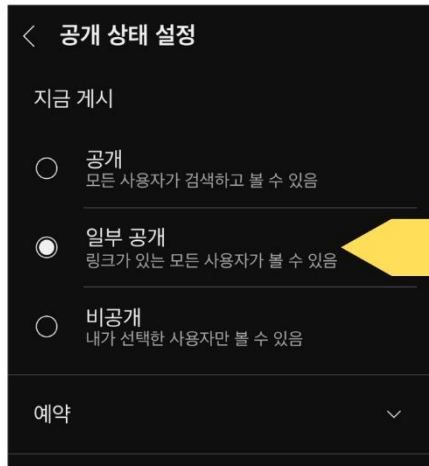 공개 상태 설정
지금 게시
공개
모든 사용자가 검색하고 볼 수 있음
일부 공개
링크가 있는 모든 사용자가 볼 수 있음
비공개
내가 선택한 사용자만 볼 수 있음
예약